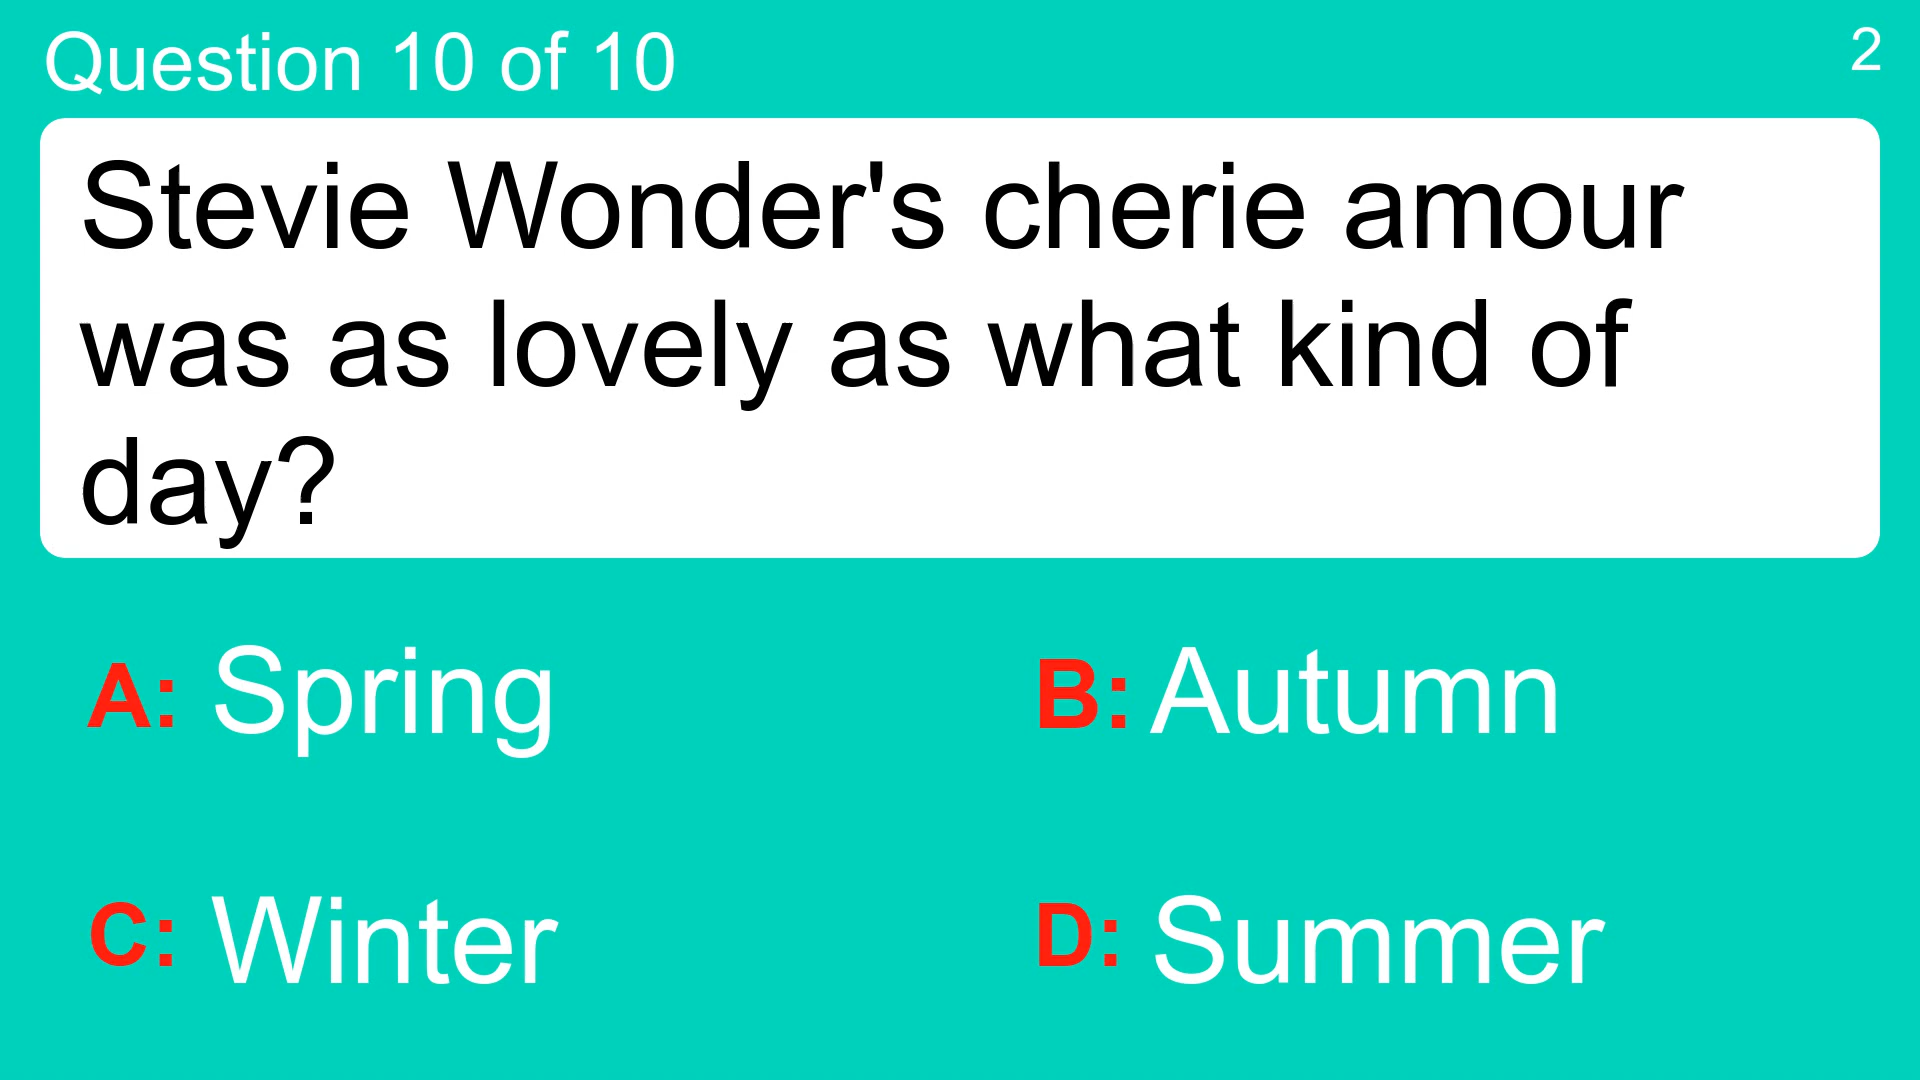 Question 10 of 10
2
Stevie Wonder's cherie amour
was as lovely as what kind of
day?
A: Spring
B: Autumn
C: Winter
D: Summer